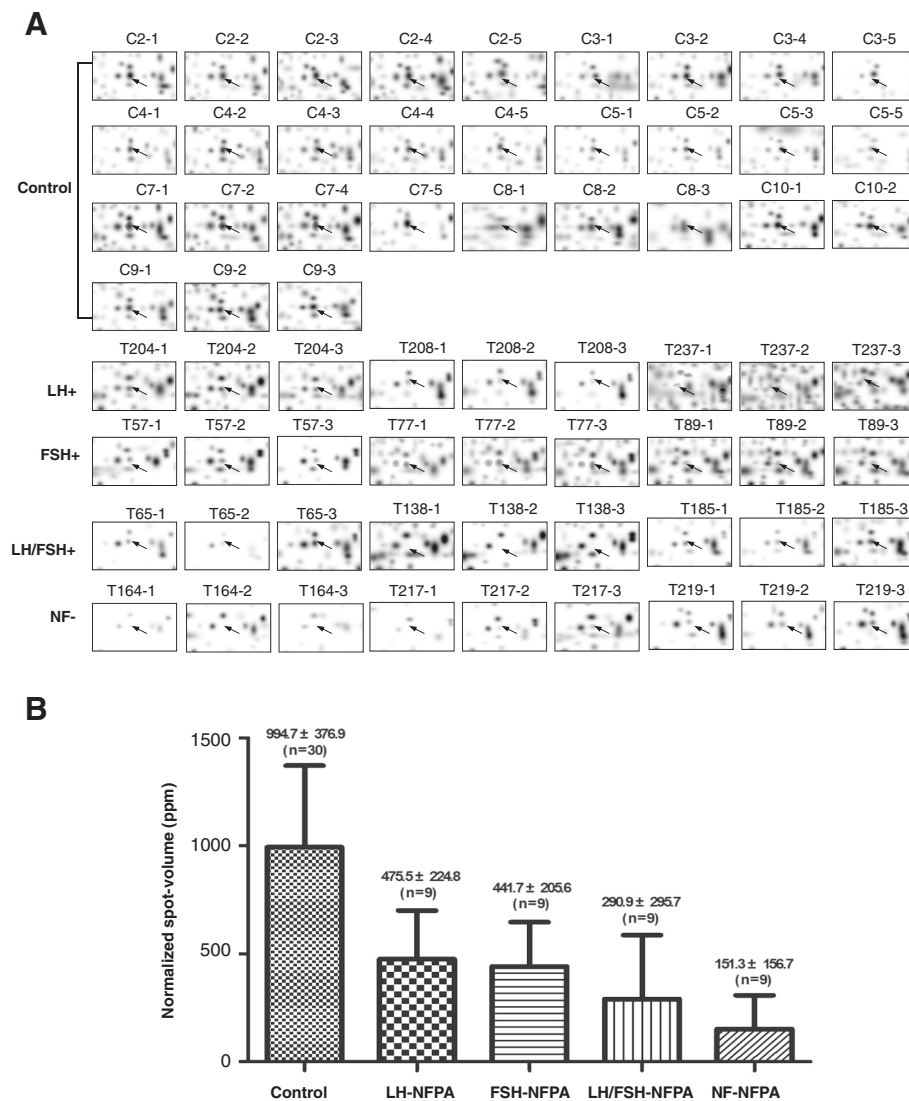 A
C2-1 C2-2 C2-3 C2-4 C2-5 C3-1 C3-2 C3-4 C3-5
C4-1 C4-2 C4-3 C4-4 C4-5 C5-1 C5-2 C5-3 C5-5
Control
C7-1 C7-2 C7-4 C7-5 C8-1 C8-2 C8-3 C10-1 C10-2
C9-1 C9-2 C9-3
T204-1 T204-2 T204-3 T208-1 T208-2 T208-3 T237-1 T237-2 T237-3
LH+
T57-1 T57-2 T57-3 T77-1 T77-2 T77-3 T89-1 T89-2 T89-3
FSH+
T65-1 T65-2 T65-3 T138-1 T138-2 T138-3 T185-1 T185-2 T185-3
LH/FSH+
T164-1 T164-2 T164-3 T217-1 T217-2 T217-3 T219-1 T219-2 T219-3
NF-
B
Normalized spot-volume (ppm)
1500
1000
500
0
994.7 ± 376.9
(n=30)
475.5 ± 224.8
(n=9)
441.7 ± 205.6
(n=9)
290.9 ± 295.7
(n=9)
151.3 ± 156.7
(n=9)
Control LH-NFPA FSH-NFPA LH/FSH-NFPA NF-NFPA